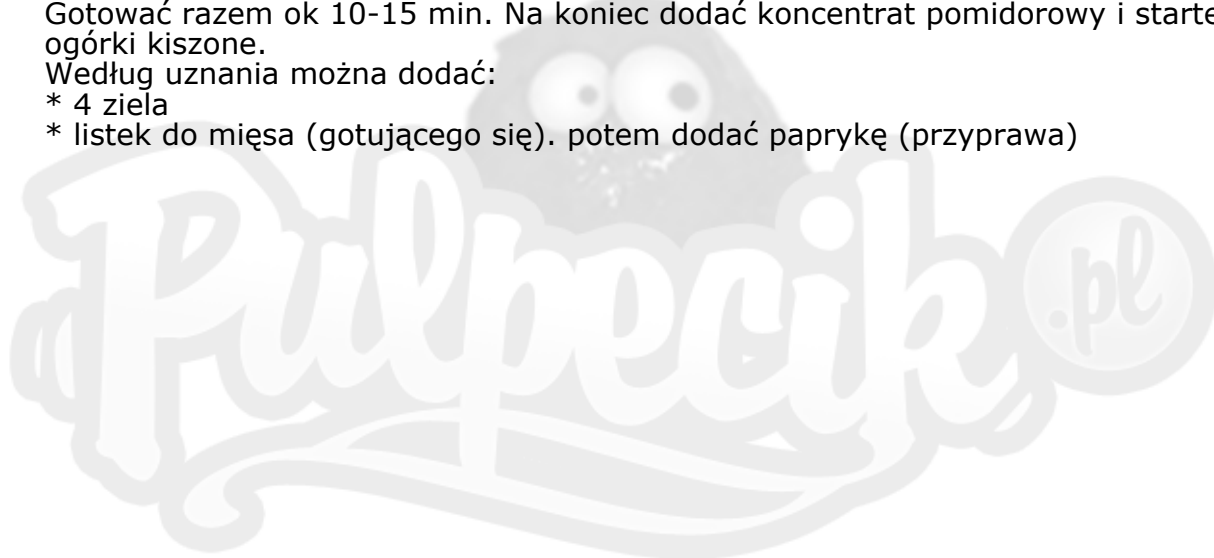 Gotować razem ok 10-15 min. Na koniec dodać koncentrat pomidorowy i starte
ogórki kiszone.
Według uznania można dodać:
* 4 ziela
* listek do mięsa (gotującego się). potem dodać paprykę (przyprawa)
Pulpecik.pl